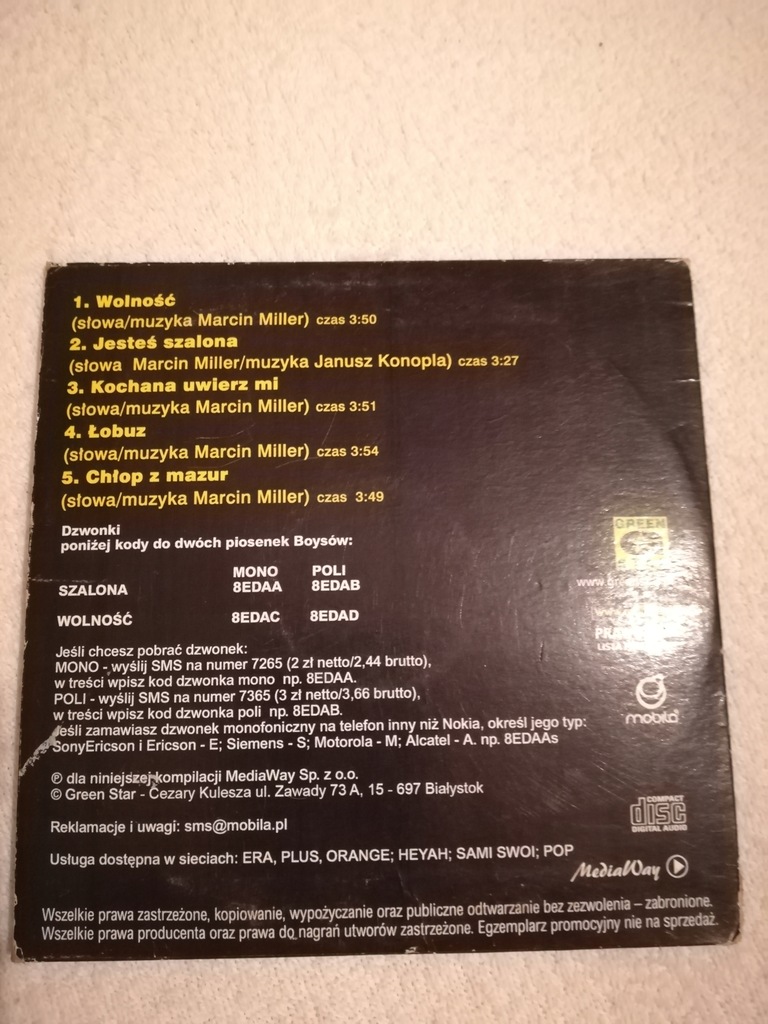 1. Wolność
(słowa/muzyka Marcin Miller) czas 3:50
2. Jesteś szalona
(słowa Marcin Miller/muzyka Janusz Konopla) czas 3:27
3. Kochana uwierz mi
(słowa/muzyka Marcin Miller) czas 3:51
4. Łobuz
(słowa/muzyka Marcin Miller) czas 3:54
5. Chłop z mazur
(słowa/muzyka Marcin Miller) czas 3:49
Dzwonki
poniżej kody do dwóch piosenek Boysów:
MONO POLI
SZALONA 8EDAA 8EDAB
WOLNOŚĆ 8EDAC 8EDAD
GREEN
Jeśli chcesz pobrać dzwonek:
MONO - wyślij SMS na numer 7265 (2 zł netto/2,44 brutto),
w treści wpisz kod dzwonka mono np. 8EDAA.
POLI - wyślij SMS na numer 7365 (3 zł netto/3,66 brutto),
w treści wpisz kod dzwonka poli np. 8EDAB.
Jeśli zamawiasz dzwonek monofoniczny na telefon inny niż Nokia, określ jego typ:
SonyEricson i Ericson - E; Siemens - S; Motorola - M; Alcatel - A. np. 8EDAAs
mobila
℗ dla niniejszej kompilacji MediaWay Sp. z o.o.
© Green Star - Cezary Kulesza ul. Zawady 73 A, 15 - 697 Białystok
Reklamacje i uwagi: sms@mobila.pl
COMPACT
disc
DIGITAL AUDIO
Usługa dostępna w sieciach: ERA, PLUS, ORANGE; HEYAH; SAMI SWOI; POP
MediaWay
Wszelkie prawa zastrzeżone, kopiowanie, wypożyczanie oraz publiczne odtwarzanie bez zezwolenia – zabronione.
Wszelkie prawa producenta oraz prawa do nagrań utworów zastrzeżone. Egzemplarz promocyjny nie na sprzedaż.